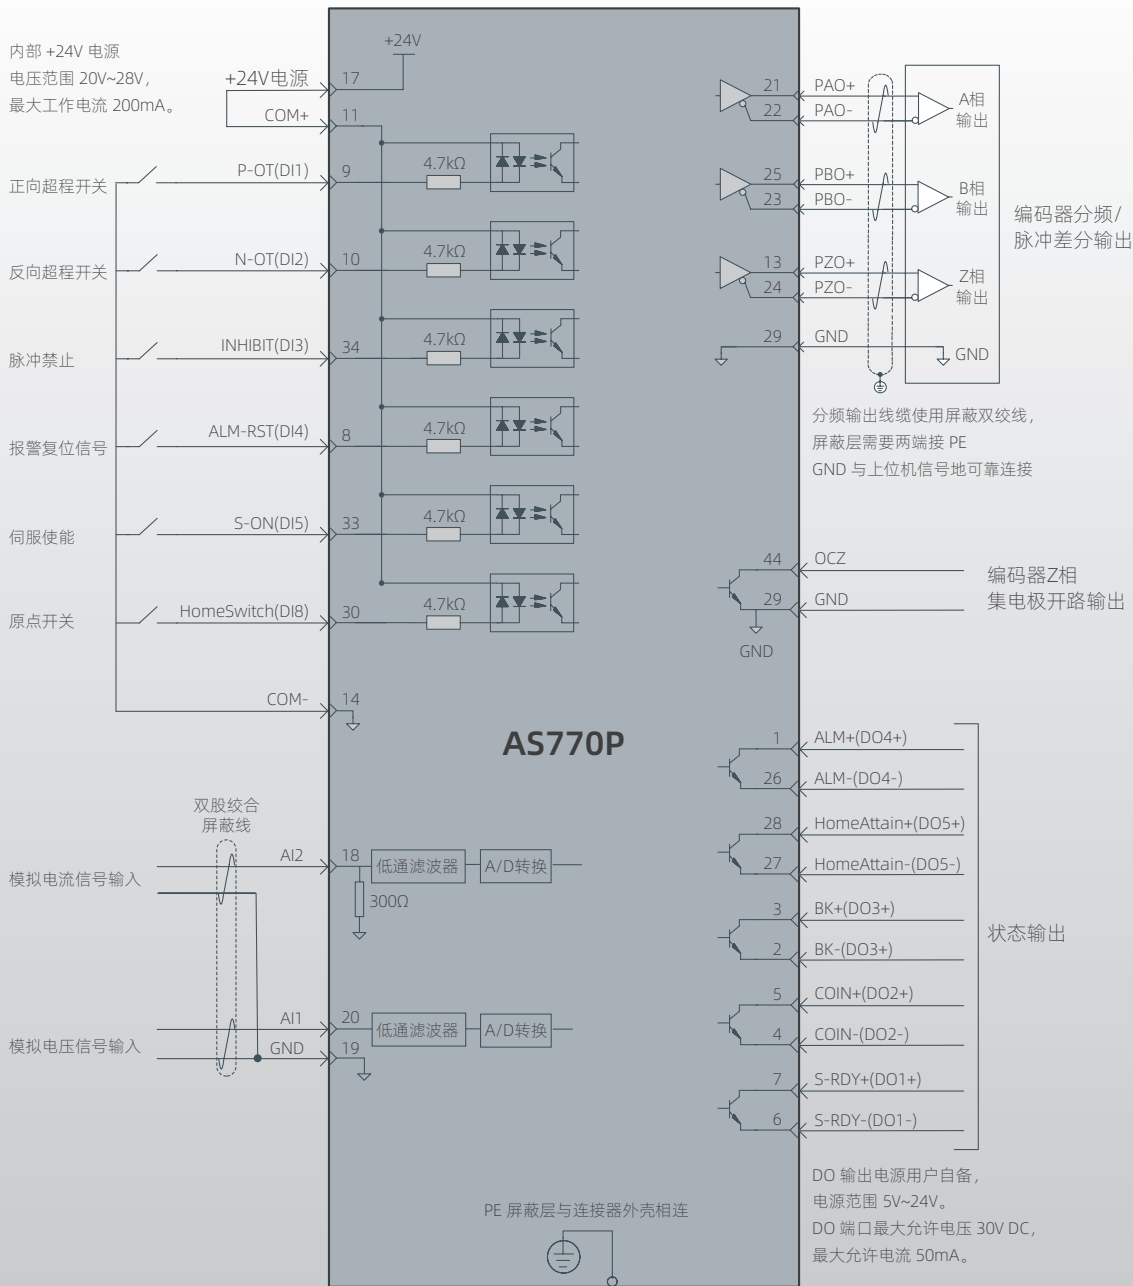 内部 +24V 电源
电压范围 20V~28V，
最大工作电流 200mA。
+24V电源
17
+24V
COM+
11
正向超程开关
P-OT(DI1)
9
4.7kΩ
反向超程开关
N-OT(DI2)
10
4.7kΩ
脉冲禁止
INHIBIT(DI3)
34
4.7kΩ
报警复位信号
ALM-RST(DI4)
8
4.7kΩ
伺服使能
S-ON(DI5)
33
4.7kΩ
原点开关
HomeSwitch(DI8)
30
4.7kΩ
COM-
14
AS770P
双股绞合
屏蔽线
模拟电流信号输入
AI2
18
低通滤波器
A/D转换
300Ω
模拟电压信号输入
AI1
20
低通滤波器
A/D转换
GND
19
PE 屏蔽层与连接器外壳相连
21
PAO+
22
PAO-
A相
输出
25
PBO+
23
PBO-
B相
输出
13
PZO+
24
PZO-
Z相
输出
29
GND
GND
编码器分频/
脉冲差分输出
分频输出线缆使用屏蔽双绞线，
屏蔽层需要两端接 PE
GND 与上位机信号地可靠连接
44
OCZ
29
GND
GND
编码器Z相
集电极开路输出
1
ALM+(DO4+)
26
ALM-(DO4-)
28
HomeAttain+(DO5+)
27
HomeAttain-(DO5-)
3
BK+(DO3+)
2
BK-(DO3+)
5
COIN+(DO2+)
4
COIN-(DO2-)
7
S-RDY+(DO1+)
6
S-RDY-(DO1-)
状态输出
DO 输出电源用户自备，
电源范围 5V~24V。
DO 端口最大允许电压 30V DC，
最大允许电流 50mA。